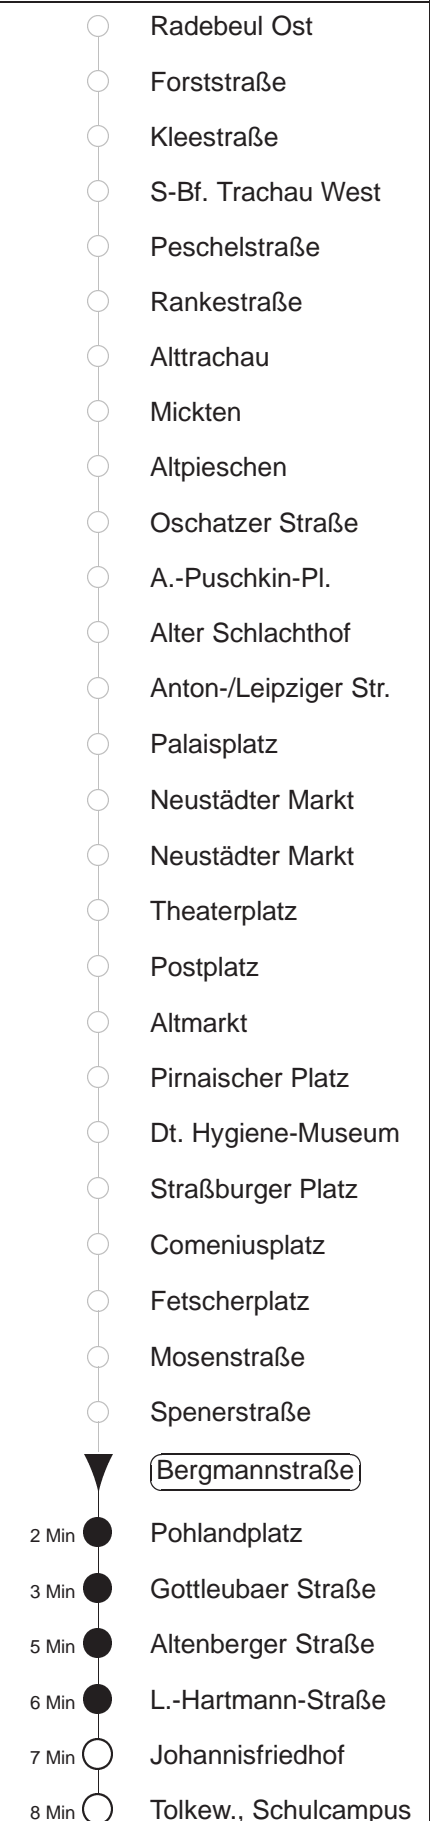 Radebeul Ost
Forststraße
Kleestraße
S-Bf. Trachau West
Peschelstraße
Rankestraße
Alttrachau
Mickten
Altpieschen
Oschatzer Straße
A.-Puschkin-Pl.
Alter Schlachthof
Anton-/Leipziger Str.
Palaisplatz
Neustädter Markt
Neustädter Markt
Theaterplatz
Postplatz
Altmarkt
Pirnaischer Platz
Dt. Hygiene-Museum
Straßburger Platz
Comeniusplatz
Fetscherplatz
Mosenstraße
Spenerstraße
Bergmannstraße
2 Min Pohlandplatz
3 Min Gottleubaer Straße
5 Min Altenberger Straße
6 Min L.-Hartmann-Straße
7 Min Johannisfriedhof
8 Min Tolkew., Schulcampus